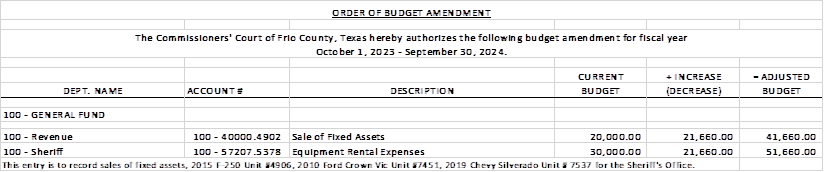 ORDER OF BUDGET AMENDMENT
The Commissioners' Court of Frio County, Texas hereby authorizes the following budget amendment for fiscal year
October 1, 2023 - September 30, 2024.
CURRENT + INCREASE = ADJUSTED
DEPT. NAME ACCOUNT # DESCRIPTION BUDGET (DECREASE) BUDGET
100 - GENERAL FUND
100 - Revenue 100 - 40000.4902 Sale of Fixed Assets 20,000.00 21,660.00 41,660.00
100 - Sheriff 100 - 57207.5378 Equipment Rental Expenses 30,000.00 21,660.00 51,660.00
This entry is to record sales of fixed assets, 2015 F-250 Unit #4906, 2010 Ford Crown Vic Unit #7451, 2019 Chevy Silverado Unit # 7537 for the Sheriff's Office.